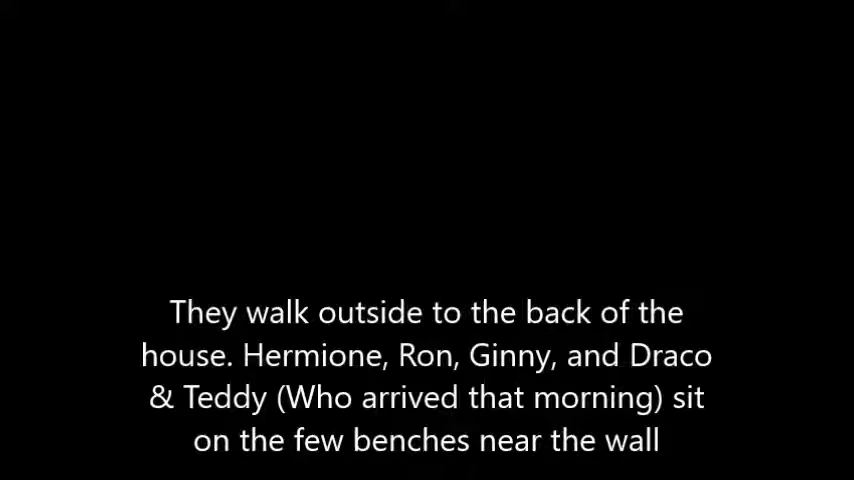 They walk outside to the back of the
house. Hermione, Ron, Ginny, and Draco
& Teddy (Who arrived that morning) sit
on the few benches near the wall